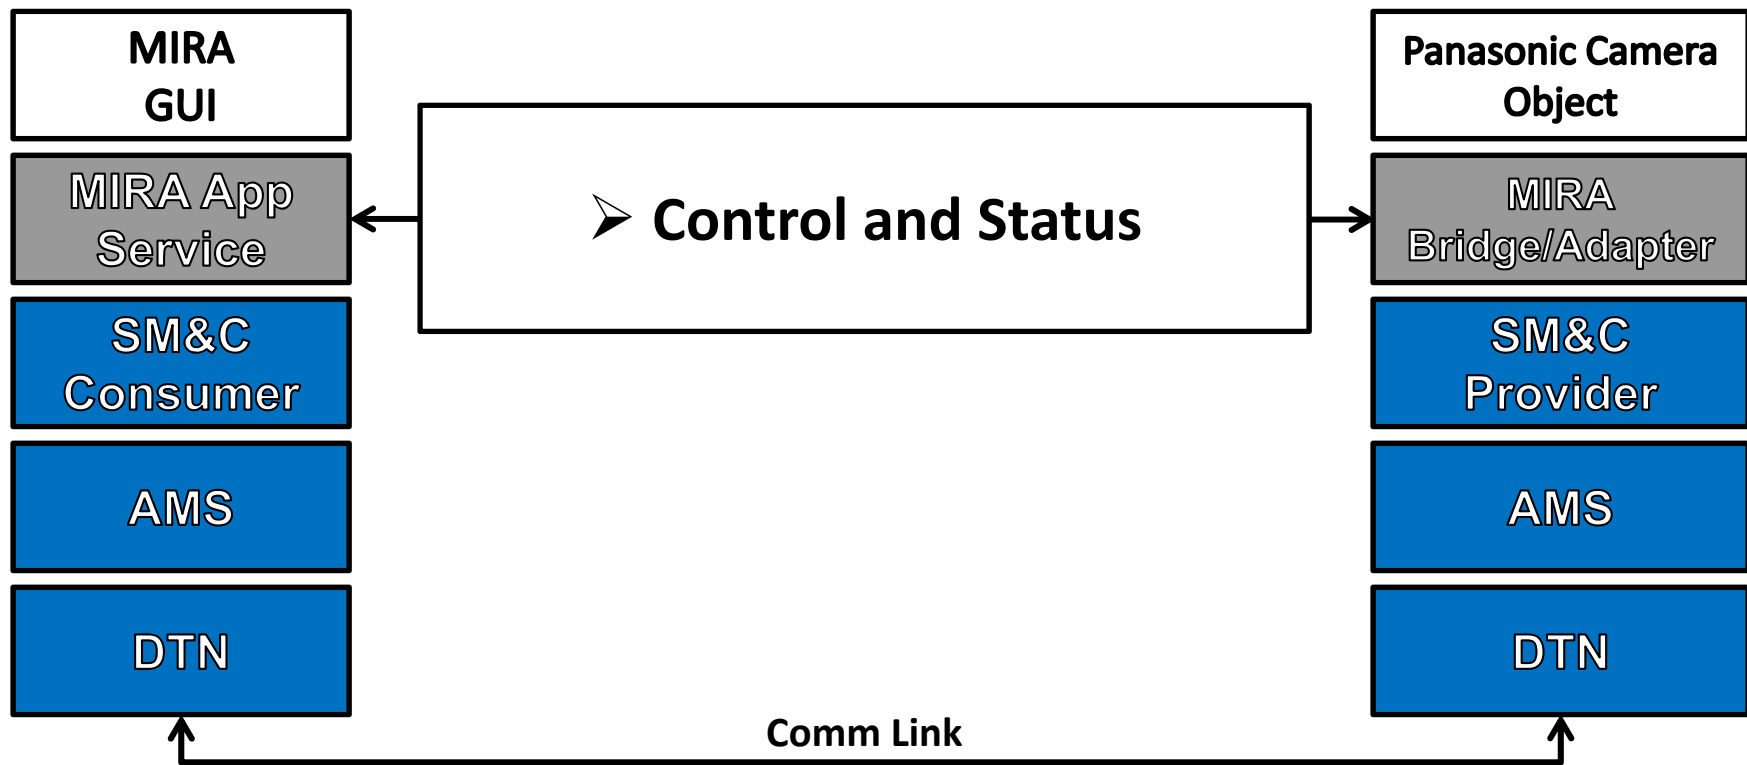 MIRA
GUI
MIRA App
Service
SM&C
Consumer
AMS
DTN
➢ Control and Status
Comm Link
Panasonic Camera
Object
MIRA
Bridge/Adapter
SM&C
Provider
AMS
DTN